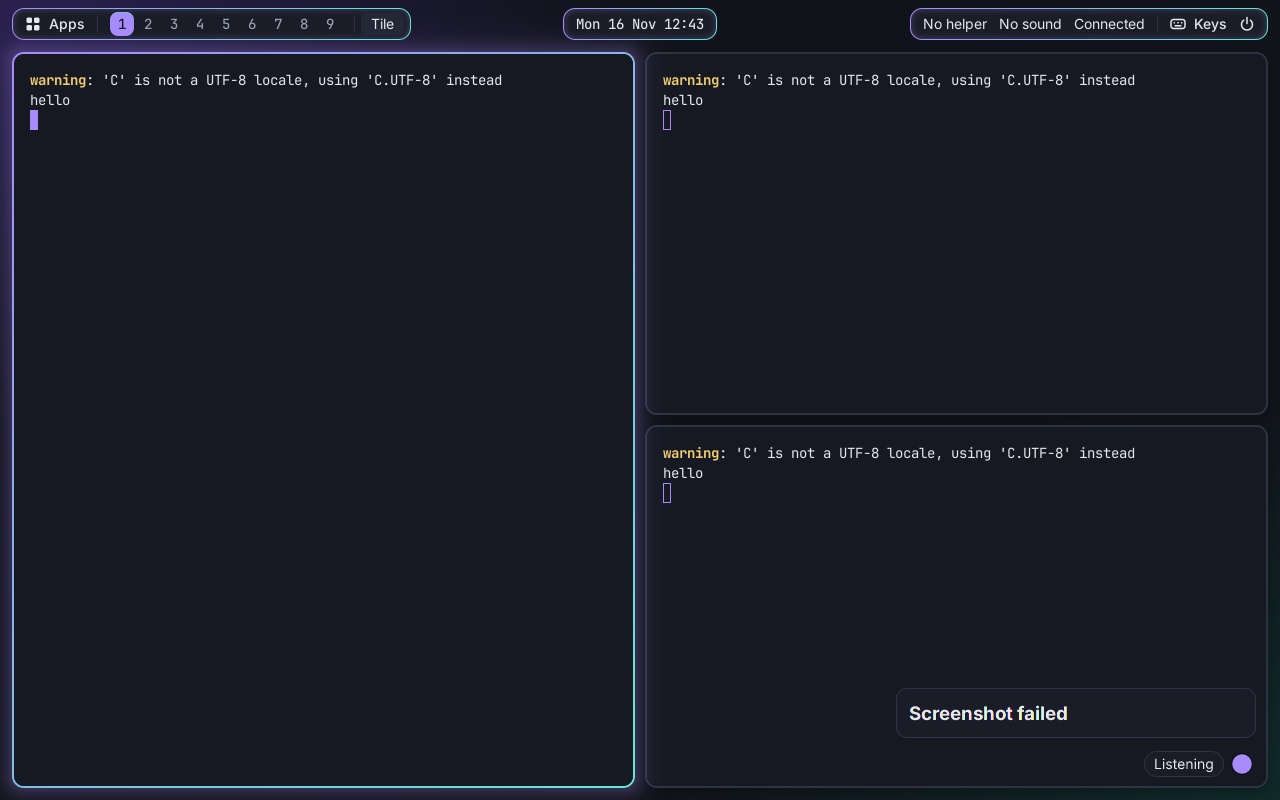 Apps 1 2 3 4 5 6 7 8 9 Tile
Mon 16 Nov 12:43
No helper No sound Connected Keys
warning: 'C' is not a UTF-8 locale, using 'C.UTF-8' instead
hello
warning: 'C' is not a UTF-8 locale, using 'C.UTF-8' instead
hello
warning: 'C' is not a UTF-8 locale, using 'C.UTF-8' instead
hello
Screenshot failed
Listening